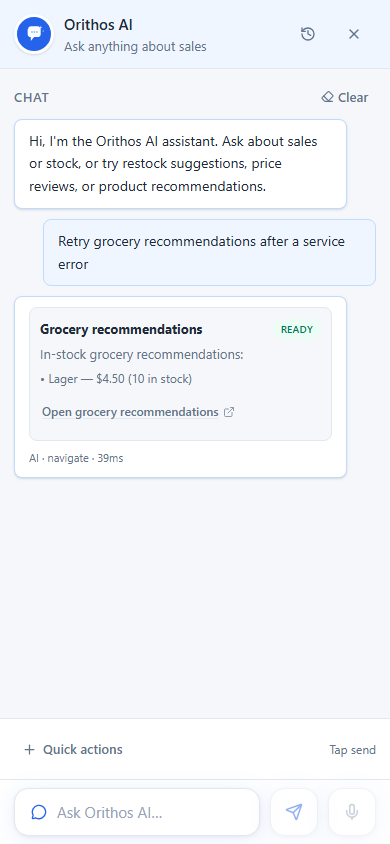 Orithos AI
Ask anything about sales
CHAT
Clear
Hi, I'm the Orithos AI assistant. Ask about sales
or stock, or try restock suggestions, price
reviews, or product recommendations.
Retry grocery recommendations after a service
error
Grocery recommendations
READY
In-stock grocery recommendations:
• Lager — $4.50 (10 in stock)
Open grocery recommendations
AI · navigate · 39ms
Quick actions
Tap send
Ask Orithos AI...